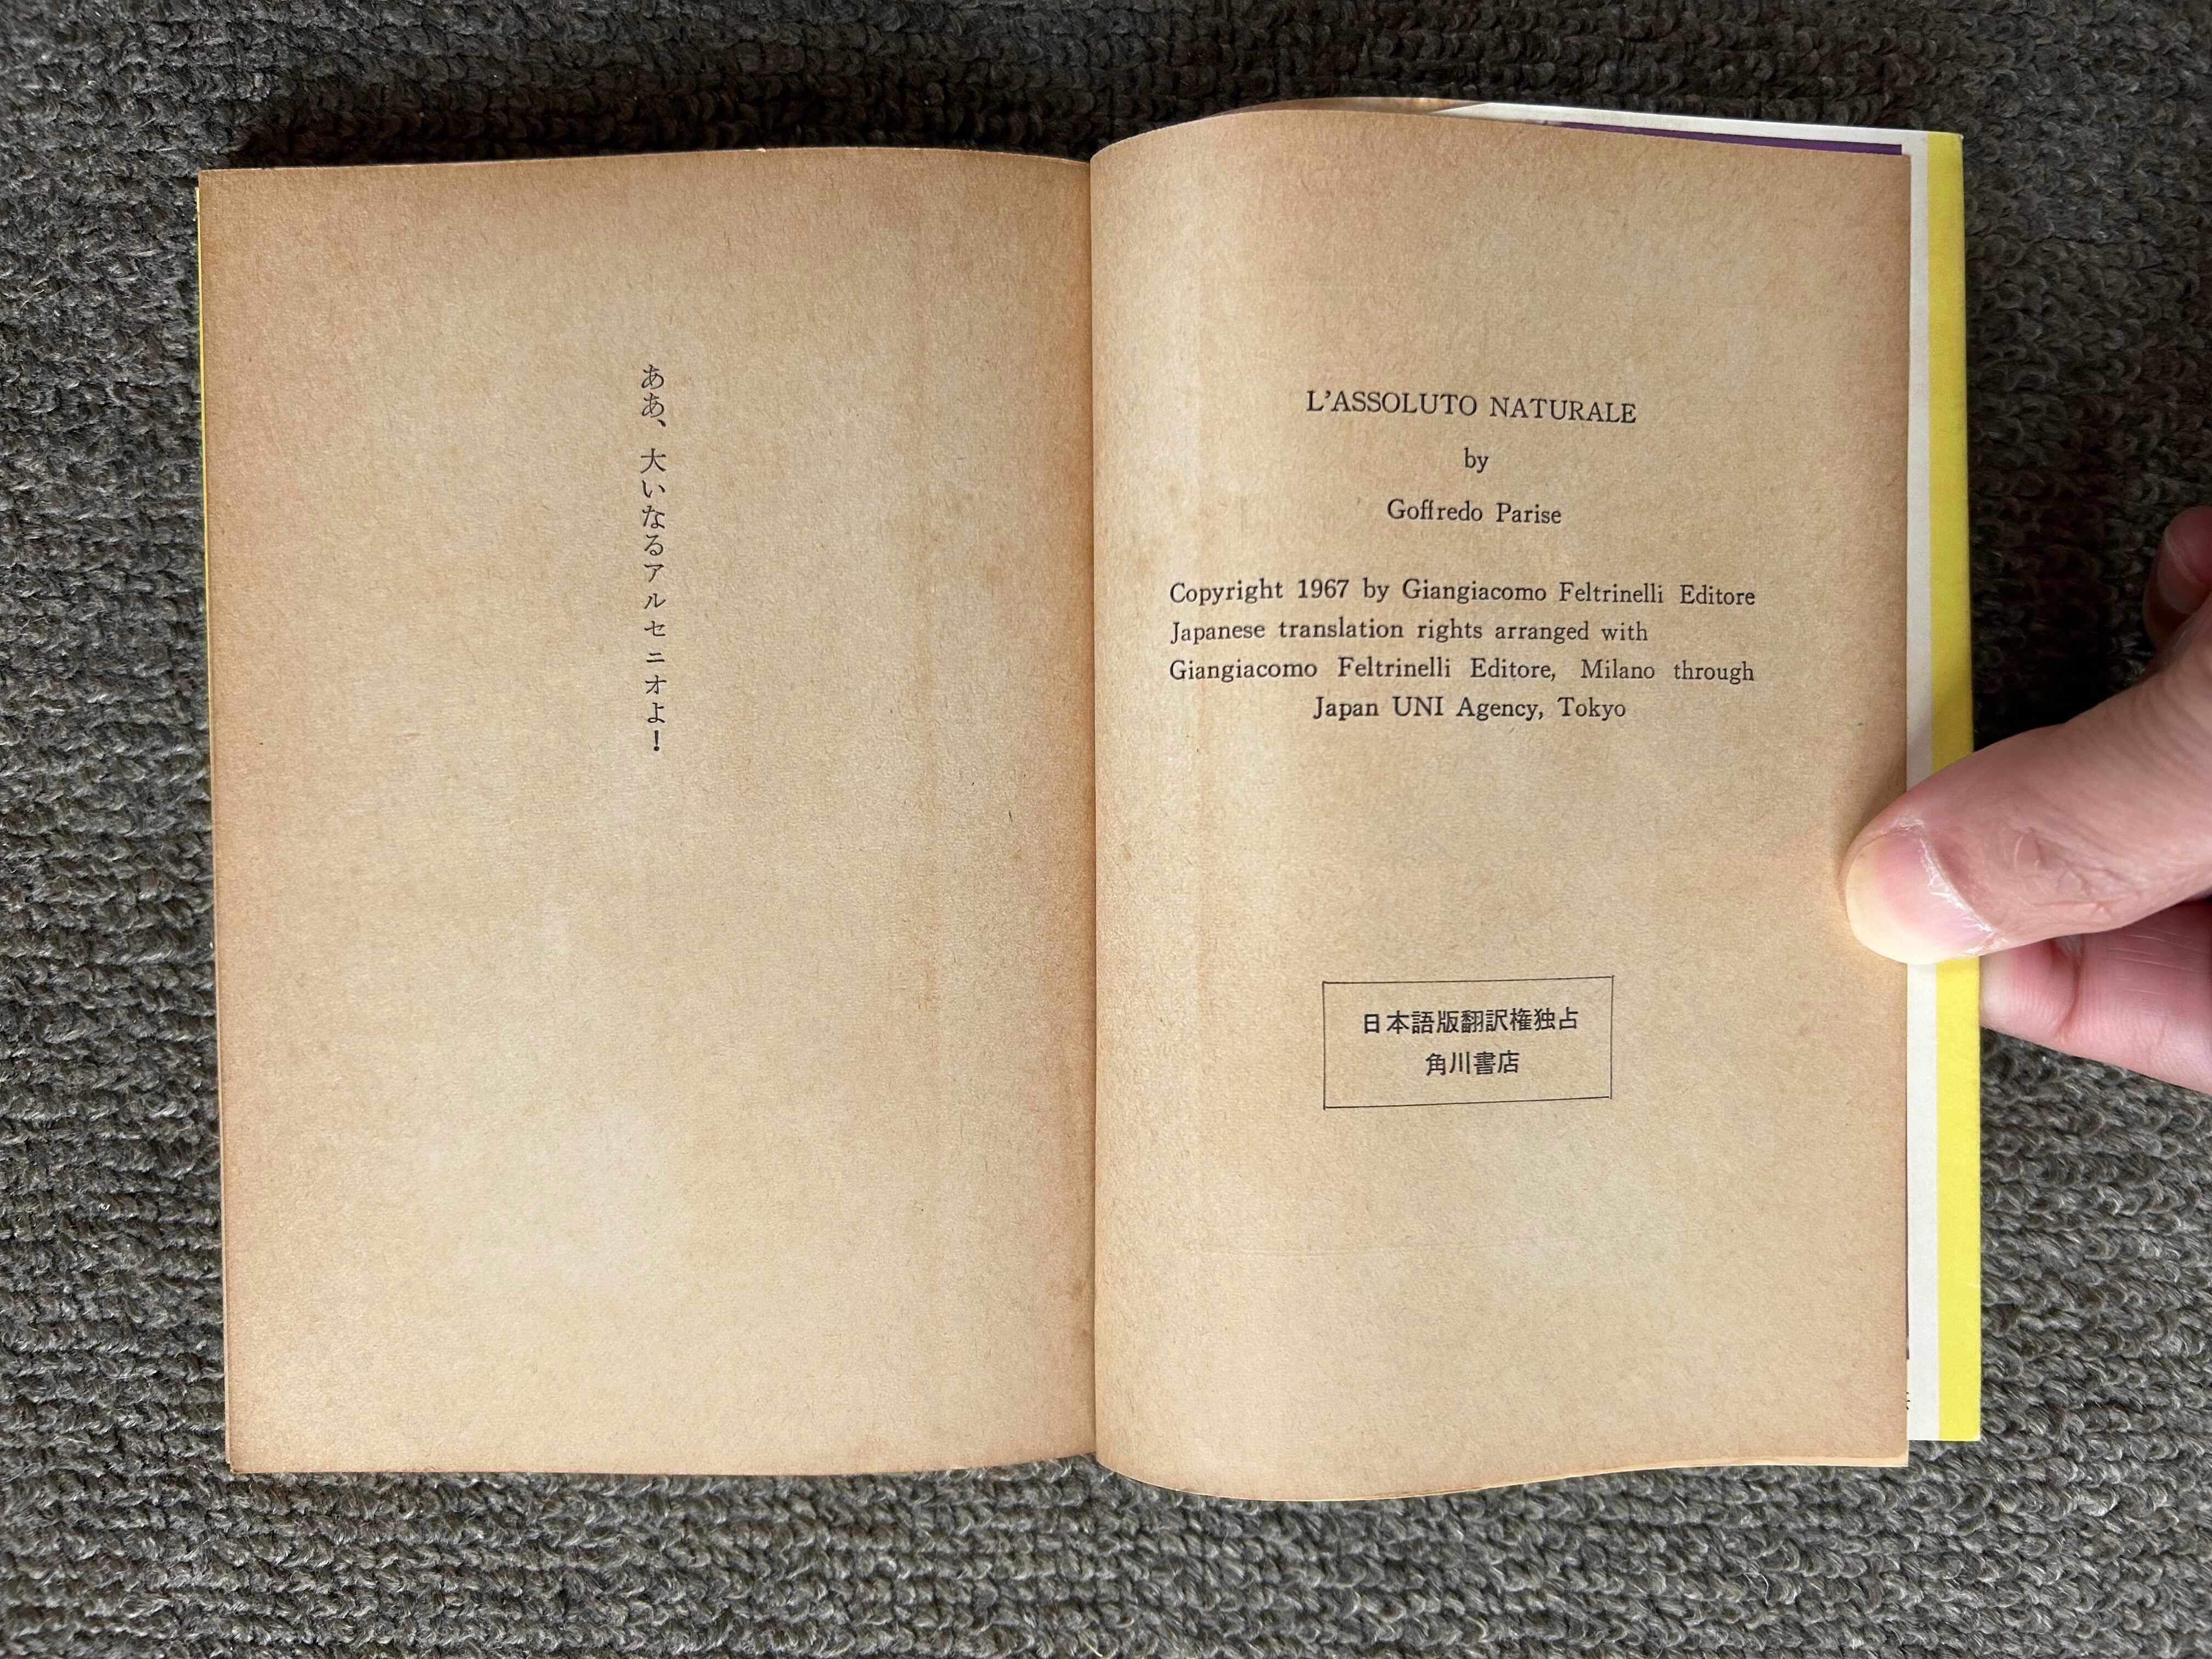 L'ASSOLUTO NATURALE
by
Goffredo Parise
Copyright 1967 by Giangiacomo Feltrinelli Editore
Japanese translation rights arranged with
Giangiacomo Feltrinelli Editore, Milano through
Japan UNI Agency, Tokyo
日本語版翻訳権独占
角川書店
ああ、大いなるアルセニオよ！